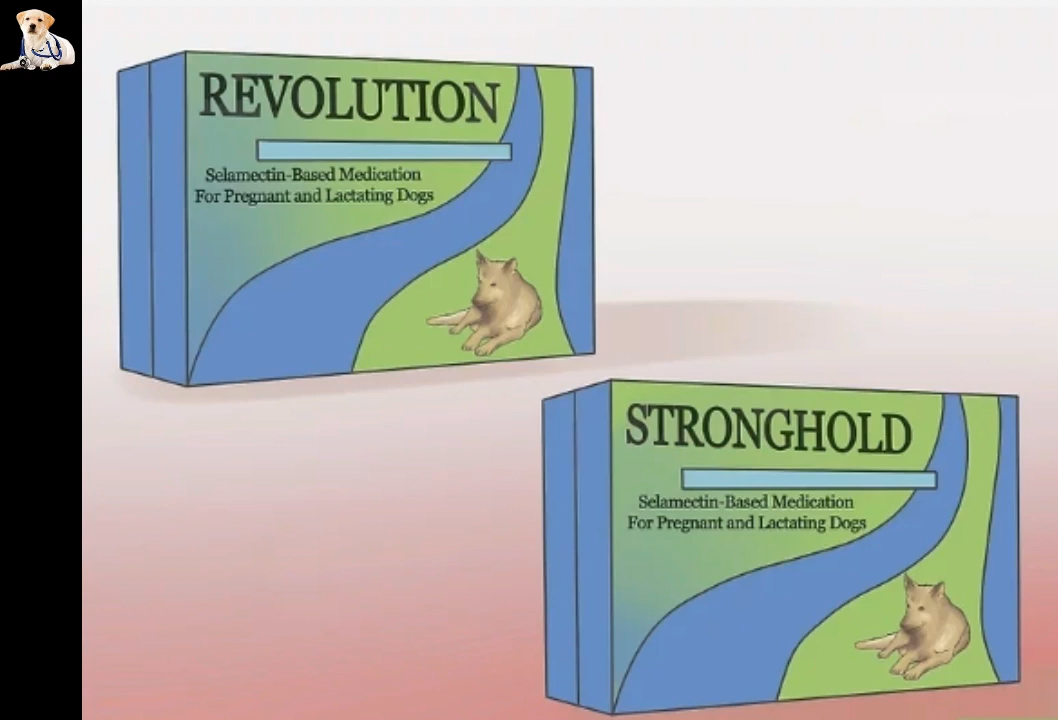 REVOLUTION
Selamectin-Based Medication
For Pregnant and Lactating Dogs
STRONGHOLD
Selamectin-Based Medication
For Pregnant and Lactating Dogs